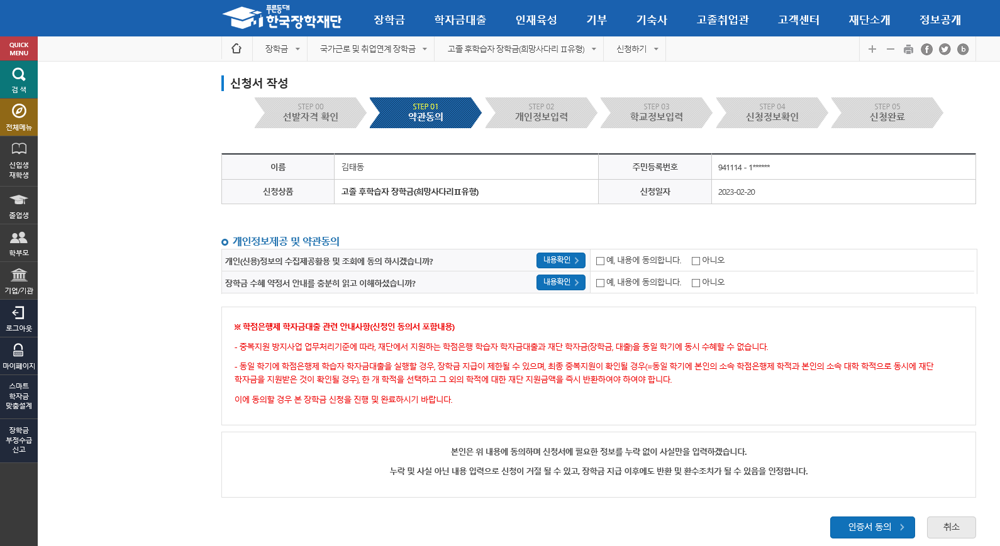 푸른등대
한국장학재단
장학금 학자금대출 인재육성 기부 기숙사 고졸취업관 고객센터 재단소개 정보공개
QUICK
MENU
장학금 국가근로 및 취업연계 장학금 고졸 후학습자 장학금(희망사다리 Ⅱ유형) 신청하기
검 색
전체메뉴
신입생
재학생
졸업생
학부모
기업/기관
로그아웃
마이페이지
스마트
학자금
맞춤설계
장학금
부정수급
신고
신청서 작성
STEP 00 STEP 01 STEP 02 STEP 03 STEP 04 STEP 05
선발자격 확인 약관동의 개인정보입력 학교정보입력 신청정보확인 신청완료
이름 김태동 주민등록번호 941114 - 1******
신청상품 고졸 후학습자 장학금(희망사다리Ⅱ유형) 신청일자 2023-02-20
개인정보제공 및 약관동의
개인(신용)정보의 수집제공활용 및 조회에 동의 하시겠습니까? 내용확인 예, 내용에 동의합니다. 아니오
장학금 수혜 약정서 안내를 충분히 읽고 이해하셨습니까? 내용확인 예, 내용에 동의합니다. 아니오
※ 학점은행제 학자금대출 관련 안내사항(신청인 동의서 포함내용)
- 중복지원 방지사업 업무처리기준에 따라, 재단에서 지원하는 학점은행 학습자 학자금대출과 재단 학자금(장학금, 대출)을 동일 학기에 동시 수혜할 수 없습니다.
- 동일 학기에 학점은행제 학습자 학자금대출을 실행할 경우, 장학금 지급이 제한될 수 있으며, 최종 중복지원이 확인될 경우(=동일 학기에 본인의 소속 학점은행제 학적과 본인의 소속 대학 학적으로 동시에 재단
학자금을 지원받은 것이 확인될 경우), 한 개 학적을 선택하고 그 외의 학적에 대한 재단 지원금액을 즉시 반환하여야 하여야 합니다.
이에 동의할 경우 본 장학금 신청을 진행 및 완료하시기 바랍니다.
본인은 위 내용에 동의하며 신청서에 필요한 정보를 누락 없이 사실만을 입력하겠습니다.
누락 및 사실 아닌 내용 입력으로 신청이 거절 될 수 있고, 장학금 지급 이후에도 반환 및 환수조치가 될 수 있음을 인정합니다.
인증서 동의 취소